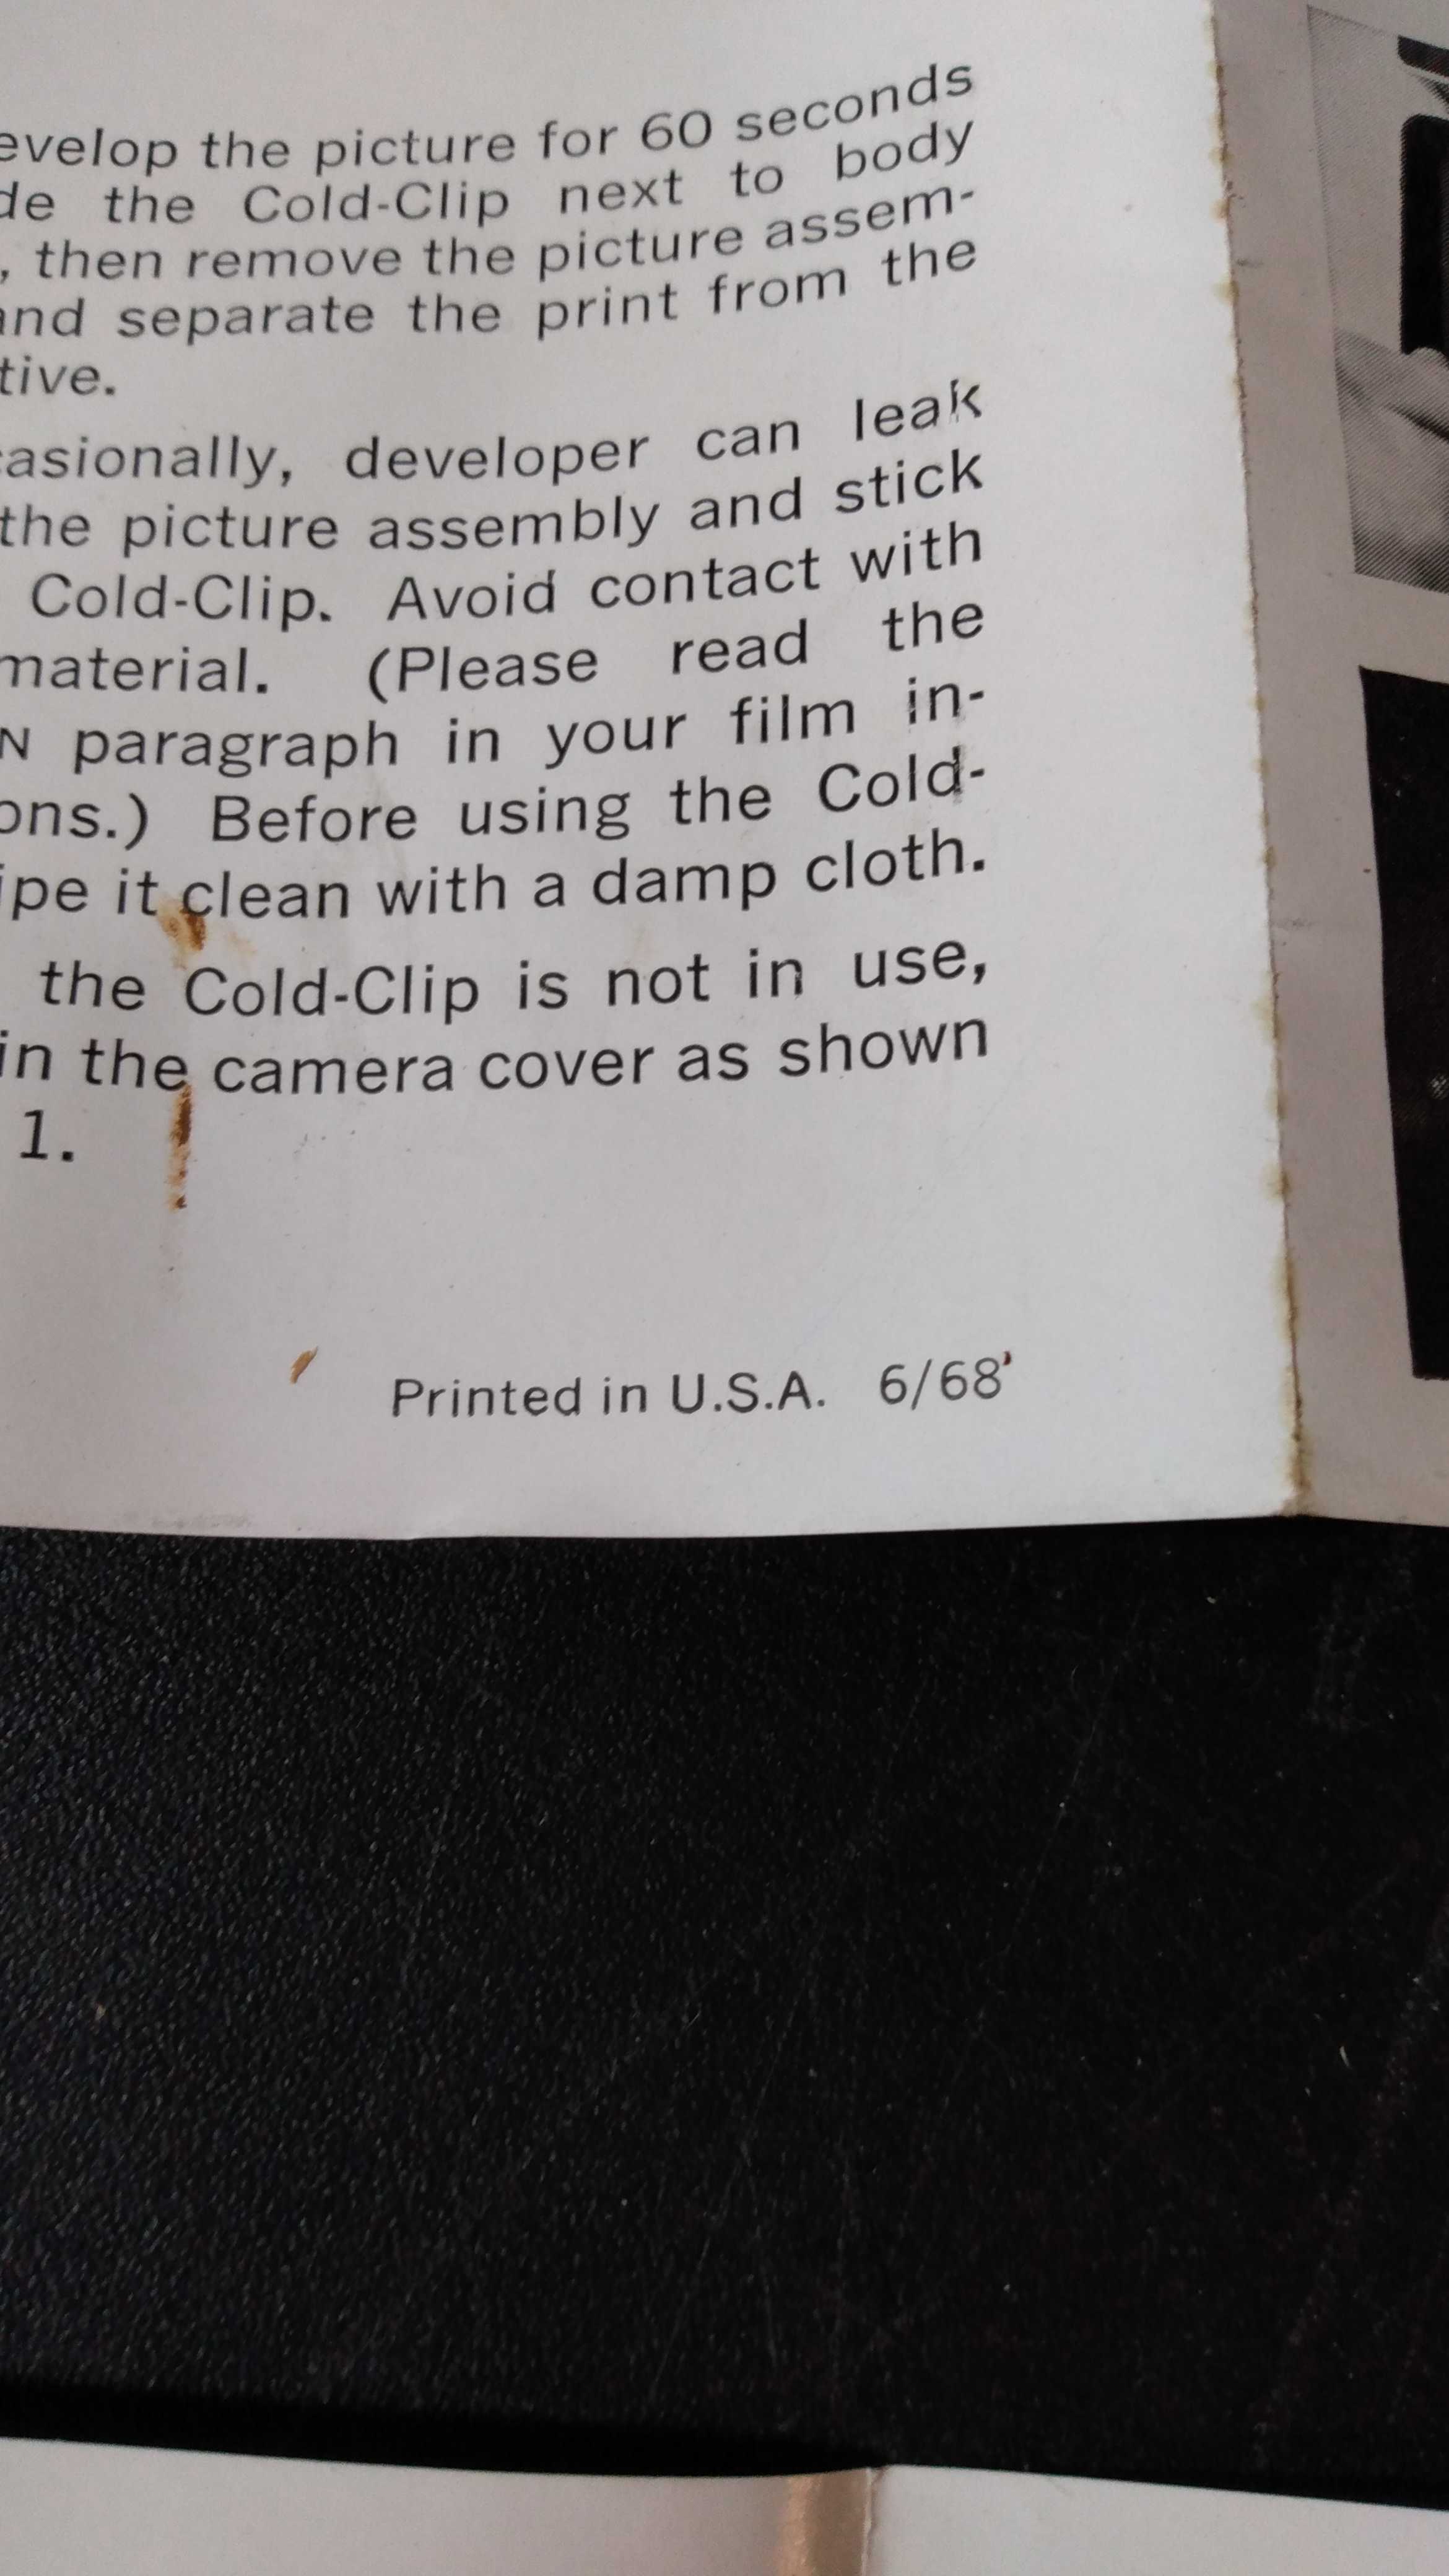 evelop the picture for 60 seconds
de the Cold-Clip next to body
, then remove the picture assem-
and separate the print from the
tive.
casionally, developer can leak
the picture assembly and stick
Cold-Clip. Avoid contact with
material. (Please read the
N paragraph in your film in-
ons.) Before using the Cold-
ipe it clean with a damp cloth.
the Cold-Clip is not in use,
in the camera cover as shown
1.
Printed in U.S.A. 6/68